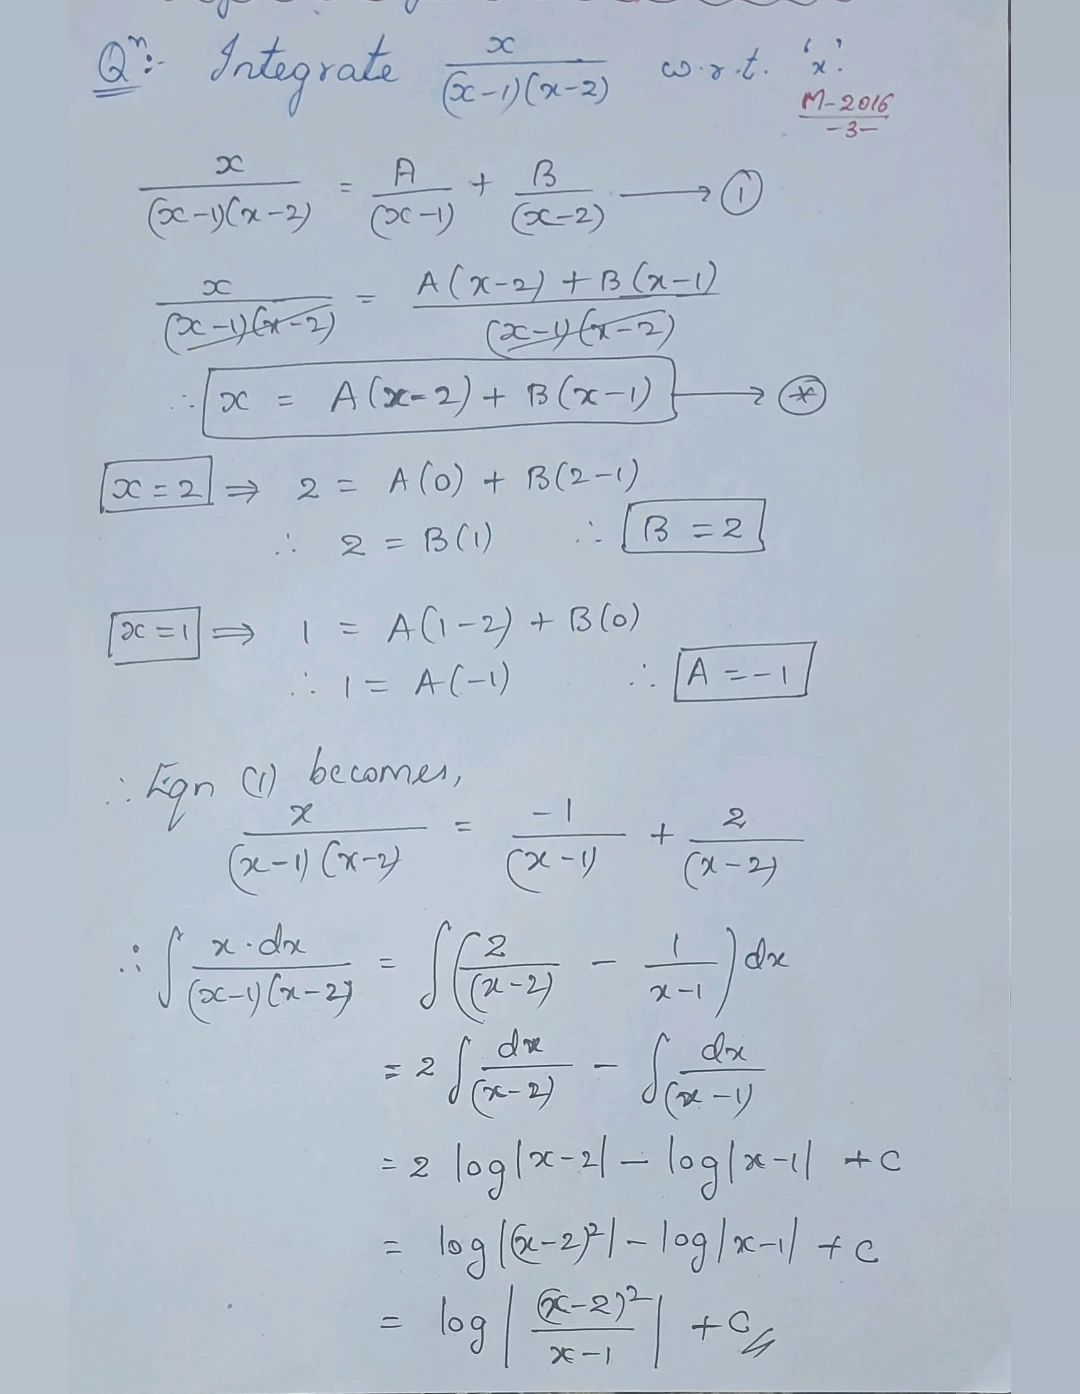 Qⁿ:- Integrate x/((x-1)(x-2)) w.r.t. 'x'.
M-2016
-3-
x/((x-1)(x-2)) = A/(x-1) + B/(x-2) ⟶ ①
x/((x-1)(x-2)) = (A(x-2) + B(x-1))/((x-1)(x-2))
∴ x = A(x-2) + B(x-1) ⟶ (*)
x=2 ⇒ 2 = A(0) + B(2-1)
∴ 2 = B(1) ∴ B = 2
x=1 ⇒ 1 = A(1-2) + B(0)
∴ 1 = A(-1) ∴ A = -1
∴ Eqn (1) becomes,
x/((x-1)(x-2)) = -1/(x-1) + 2/(x-2)
∴ ∫ x·dx/((x-1)(x-2)) = ∫(2/(x-2) - 1/(x-1))dx
= 2∫dx/(x-2) - ∫dx/(x-1)
= 2 log|x-2| - log|x-1| + c
= log|(x-2)²| - log|x-1| + c
= log|(x-2)²/(x-1)| + c//